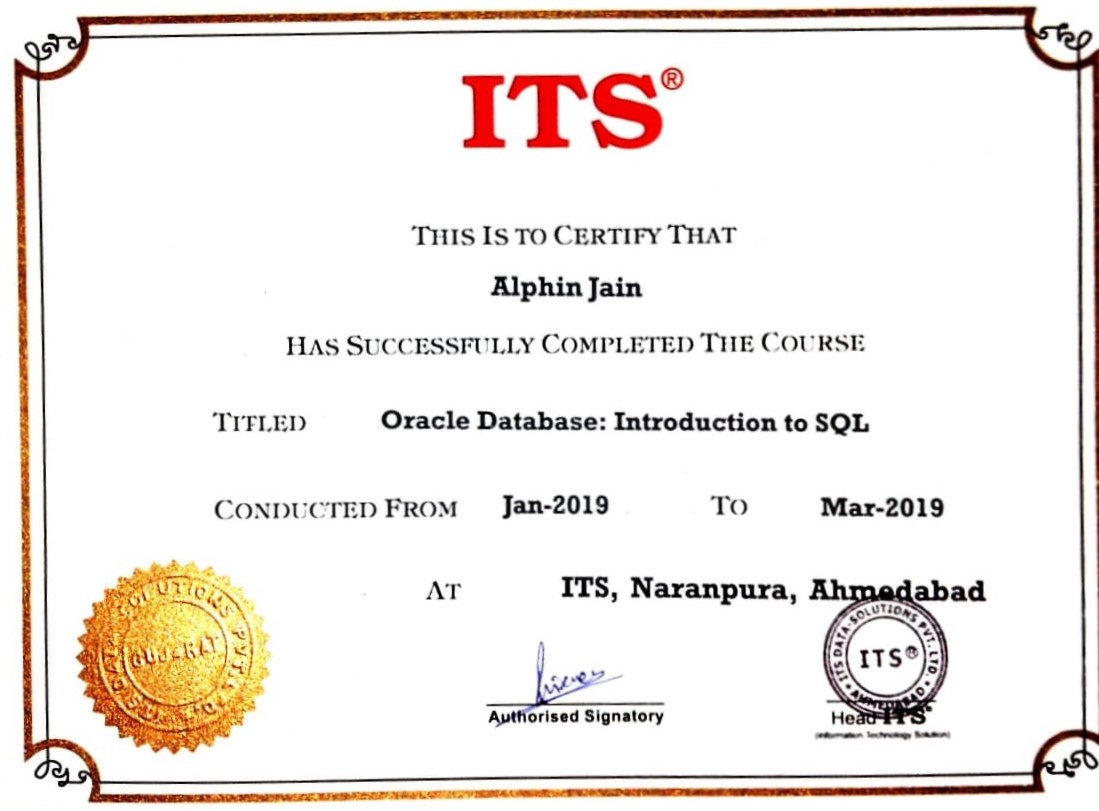 ITS®
THIS IS TO CERTIFY THAT
Alphin Jain
HAS SUCCESSFULLY COMPLETED THE COURSE
TITLED Oracle Database: Introduction to SQL
CONDUCTED FROM Jan-2019 TO Mar-2019
AT ITS, Naranpura, Ahmedabad
ITS DATA-SOLUTIONS PVT. LTD.
ITS®
AHMEDABAD
SOLUTIONS PVT
GUJARAT
Authorised Signatory
Head ITS®
(Information Technology Solution)